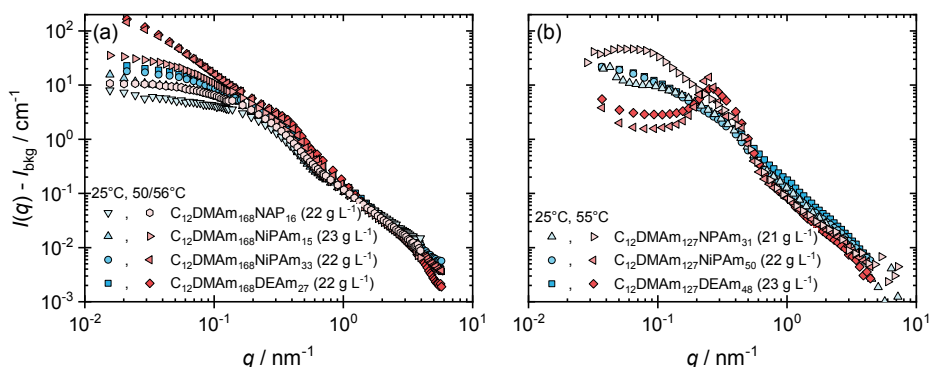 (a)
(b)
10²
10¹
10⁰
10⁻¹
10⁻²
10⁻³
I(q) - I_bkg / cm⁻¹
25°C, 50/56°C
, C₁₂DMAm₁₆₈NAP₁₆ (22 g L⁻¹)
, C₁₂DMAm₁₆₈NiPAm₁₅ (23 g L⁻¹)
, C₁₂DMAm₁₆₈NiPAm₃₃ (22 g L⁻¹)
, C₁₂DMAm₁₆₈DEAm₂₇ (22 g L⁻¹)
25°C, 55°C
, C₁₂DMAm₁₂₇NPAm₃₁ (21 g L⁻¹)
, C₁₂DMAm₁₂₇NiPAm₅₀ (22 g L⁻¹)
, C₁₂DMAm₁₂₇DEAm₄₈ (23 g L⁻¹)
10⁻² 10⁻¹ 10⁰ 10¹
10⁻² 10⁻¹ 10⁰ 10¹
q / nm⁻¹
q / nm⁻¹